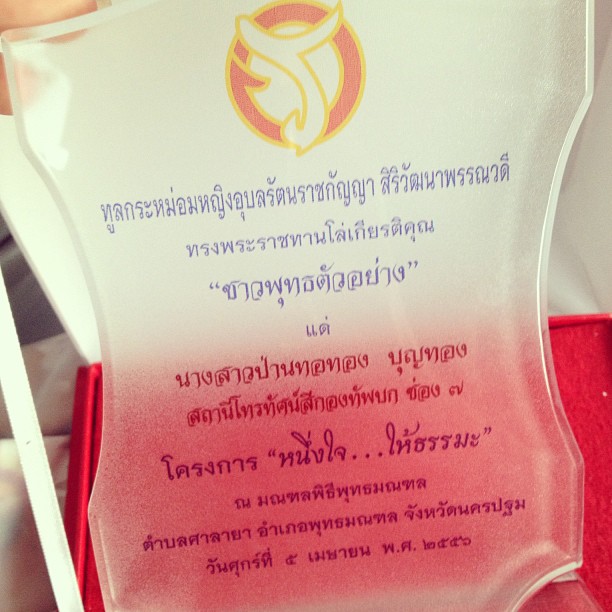 ทูลกระหม่อมหญิงอุบลรัตนราชกัญญา สิริวัฒนาพรรณวดี
ทรงพระราชทานโล่เกียรติคุณ
“ชาวพุทธตัวอย่าง”
แด่
นางสาวป่านทอทอง บุญทอง
สถานีโทรทัศน์สีกองทัพบก ช่อง ๗
โครงการ “หนึ่งใจ...ให้ธรรมะ”
ณ มณฑลพิธีพุทธมณฑล
ตำบลศาลายา อำเภอพุทธมณฑล จังหวัดนครปฐม
วันศุกร์ที่ ๕ เมษายน พ.ศ. ๒๕๕๖